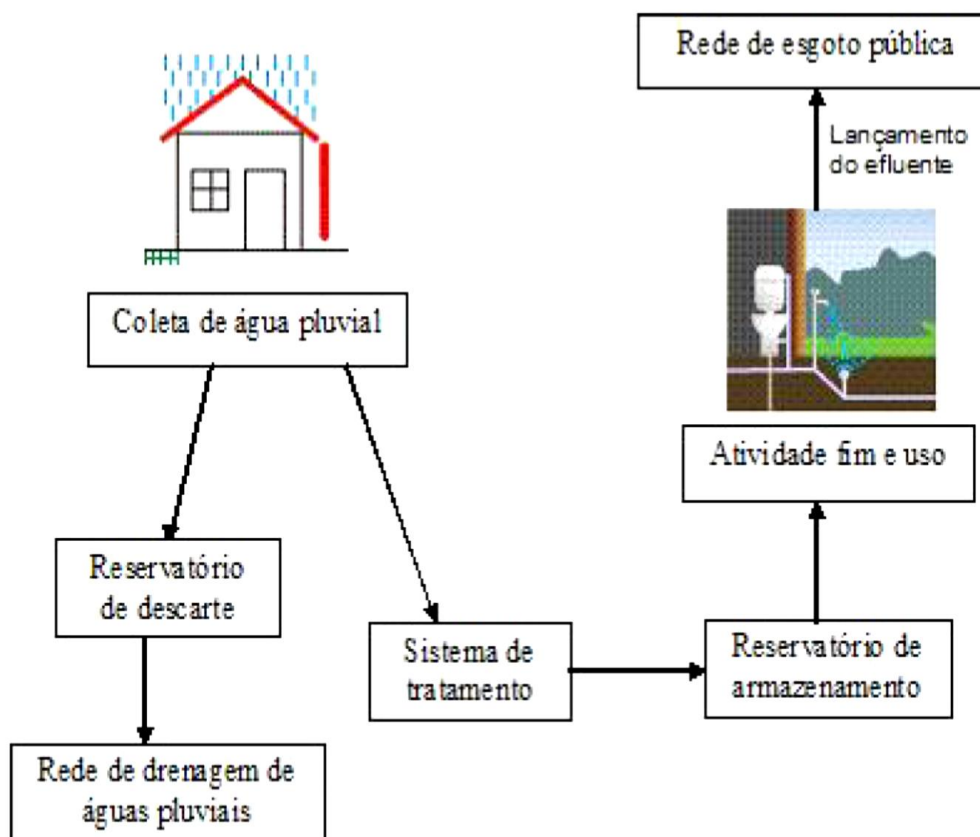 Rede de esgoto pública
Lançamento
do efluente
Coleta de água pluvial
Atividade fim e uso
Reservatório
de descarte
Sistema de
tratamento
Reservatório de
armazenamento
Rede de drenagem de
águas pluviais